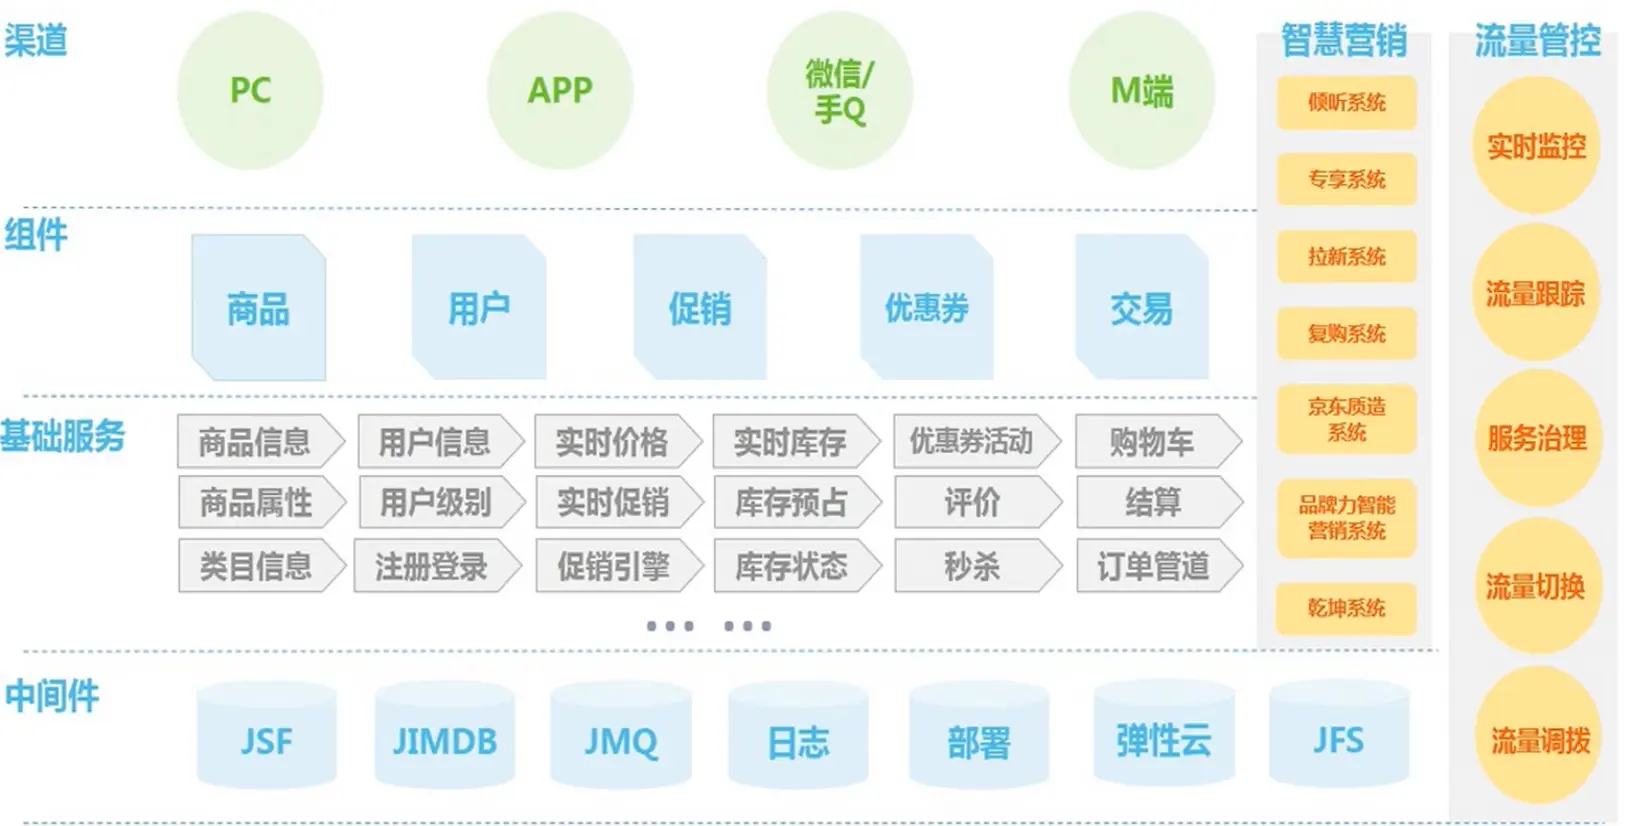 渠道
PC
APP
微信/
手Q
M端
组件
商品
用户
促销
优惠券
交易
基础服务
商品信息
用户信息
实时价格
实时库存
优惠券活动
购物车
商品属性
用户级别
实时促销
库存预占
评价
结算
类目信息
注册登录
促销引擎
库存状态
秒杀
订单管道
... ...
中间件
JSF
JIMDB
JMQ
日志
部署
弹性云
JFS
智慧营销
倾听系统
专享系统
拉新系统
复购系统
京东质造
系统
品牌力智能
营销系统
乾坤系统
流量管控
实时监控
流量跟踪
服务治理
流量切换
流量调拨